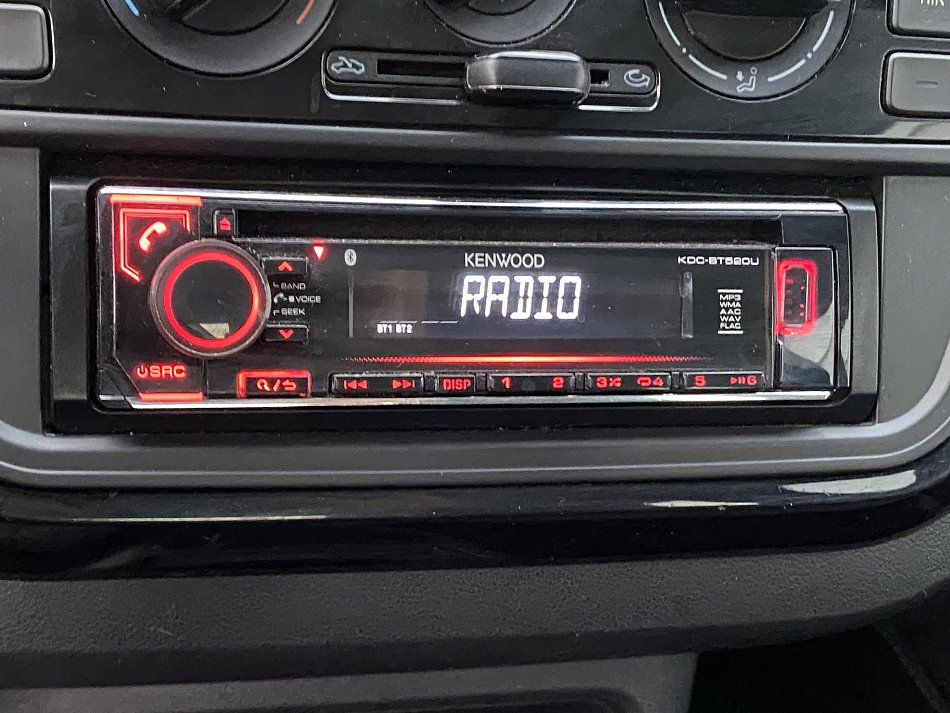 KENWOOD
KDC-BT520U
RADIO
BT1 BT2
BAND
VOICE
SEEK
MP3
WMA
AAC
WAV
FLAC
SRC
DISP
1 2
3 4
5 6